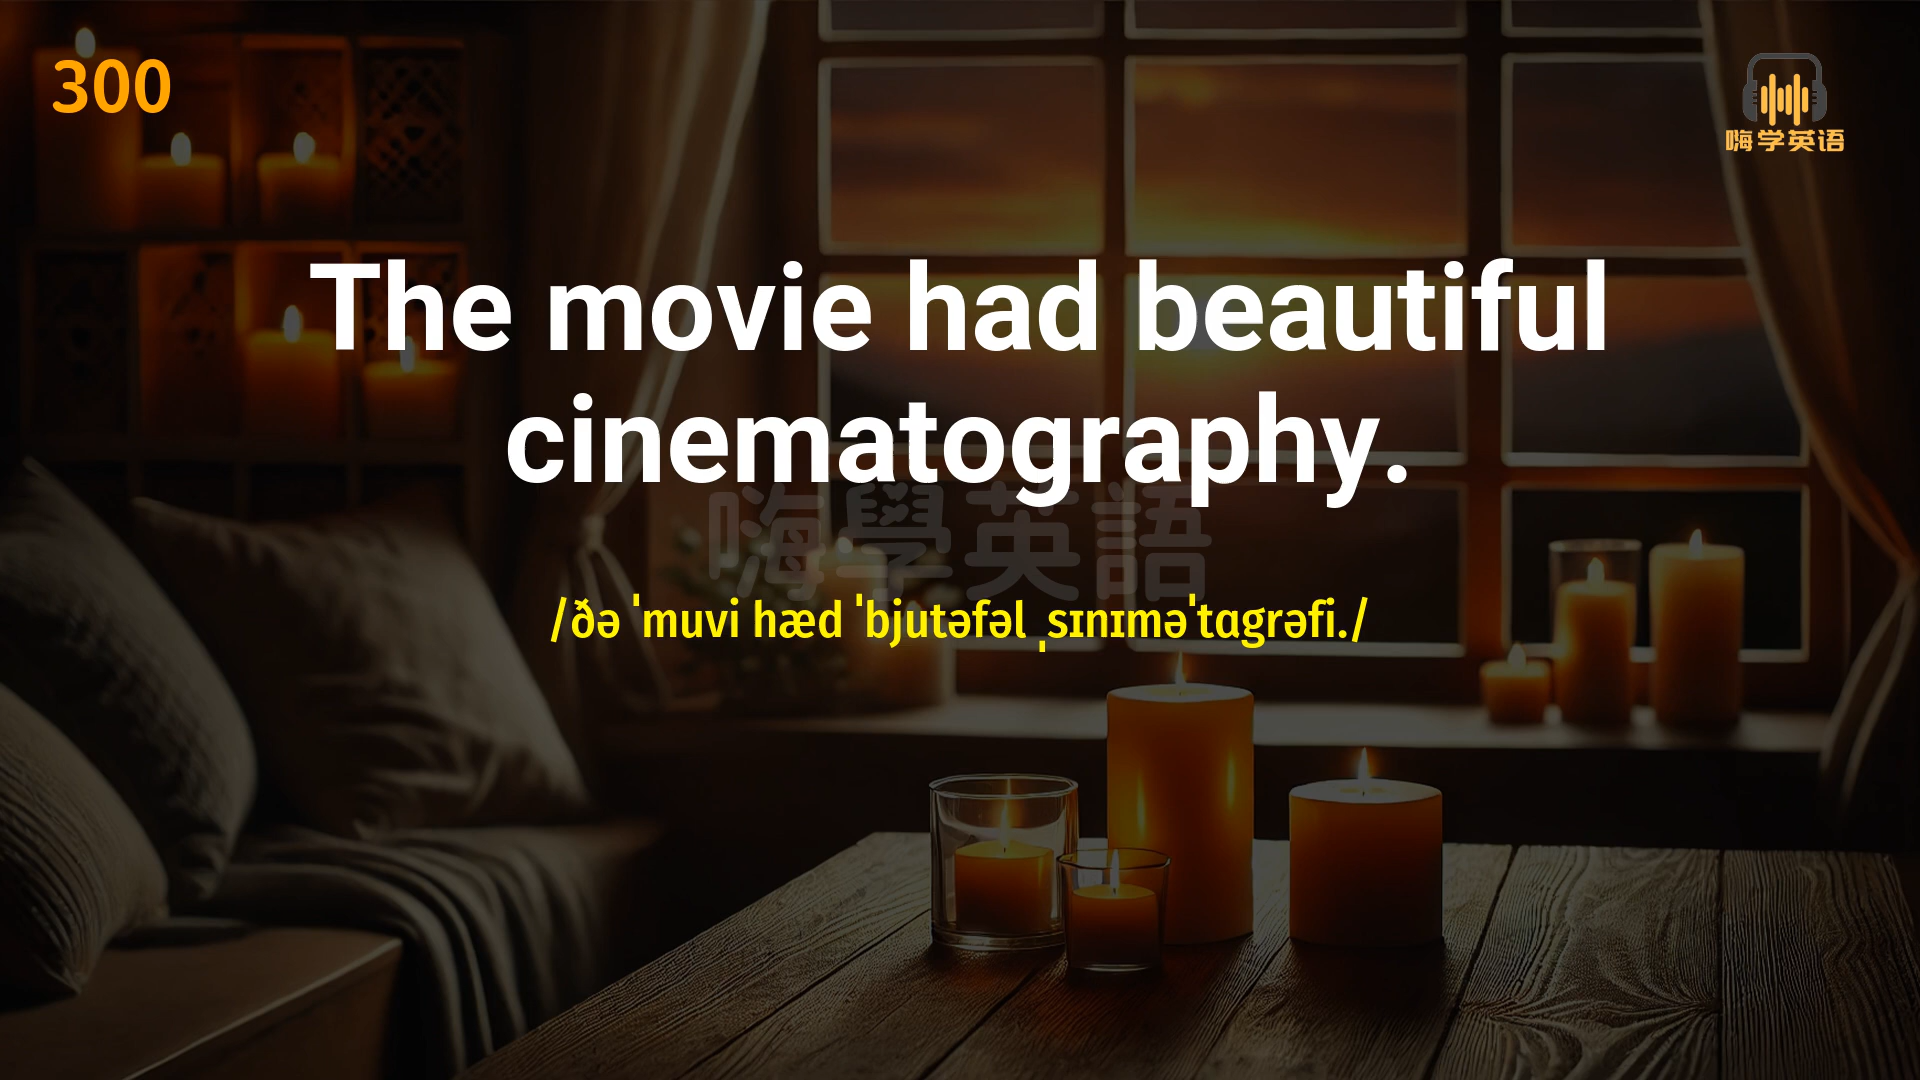 300
嗨学英语
The movie had beautiful
cinematography.
嗨學英語
/ðə ˈmuvi hæd ˈbjutəfəl ˌsɪnɪməˈtɑgrəfi./